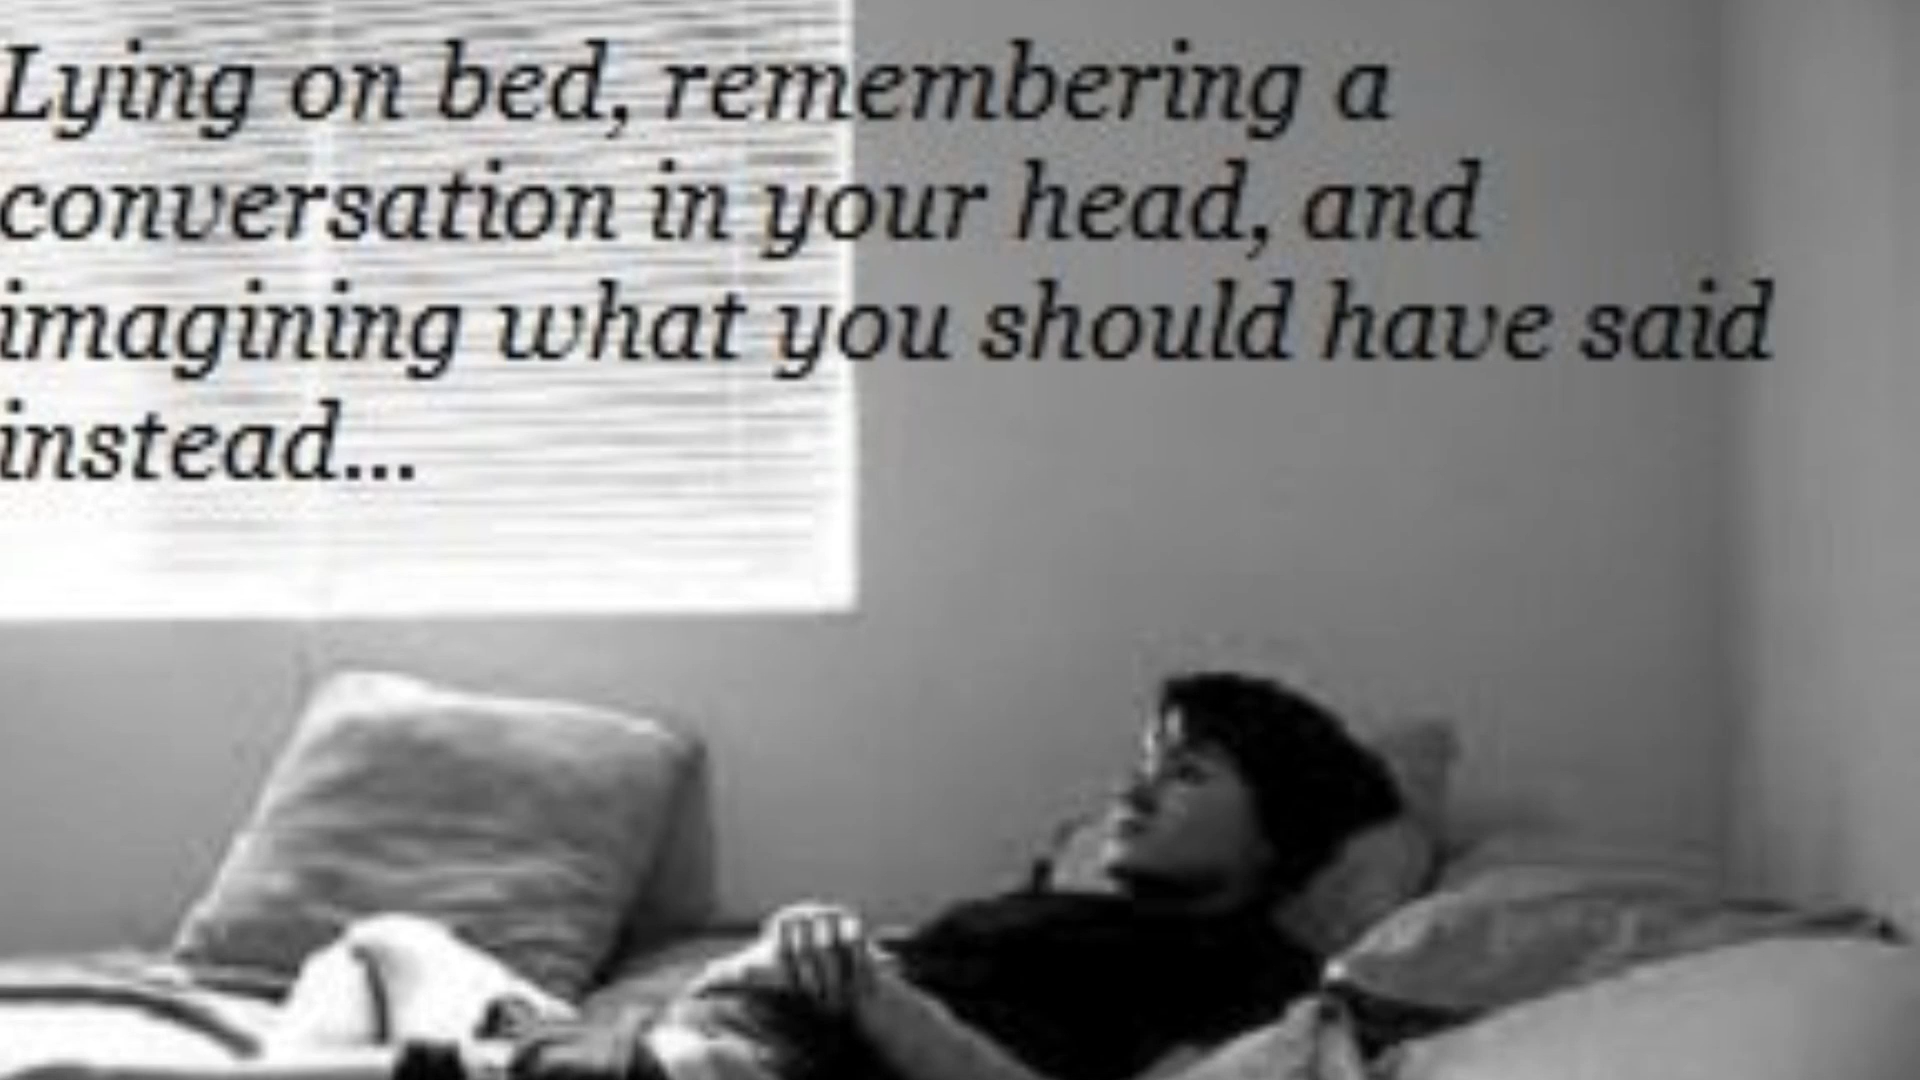 Lying on bed, remembering a
conversation in your head, and
imagining what you should have said
instead...